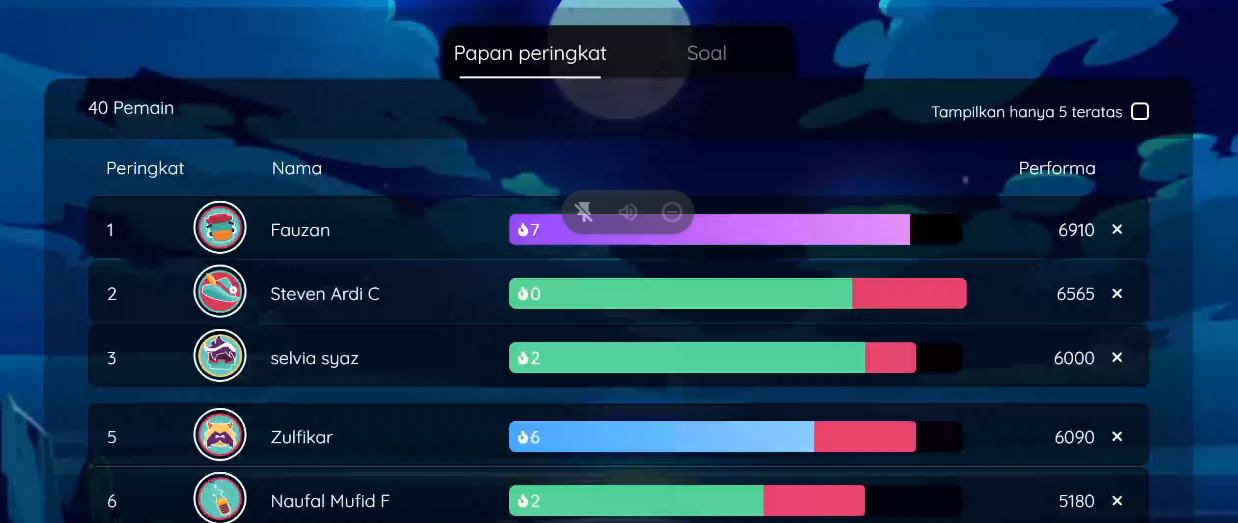 Papan peringkat Soal
40 Pemain Tampilkan hanya 5 teratas
Peringkat Nama Performa
1 Fauzan 7 6910
2 Steven Ardi C 0 6565
3 selvia syaz 2 6000
5 Zulfikar 6 6090
6 Naufal Mufid F 2 5180